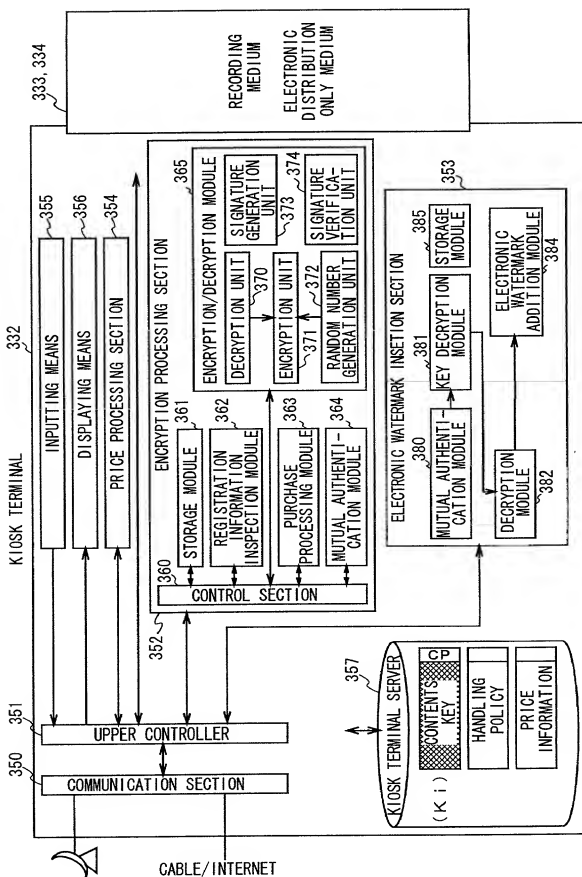 KIOSK TERMINAL
332
333, 334
RECORDING
MEDIUM
ELECTRONIC
DISTRIBUTION
ONLY MEDIUM
INPUTTING MEANS
355
DISPLAYING MEANS
356
PRICE PROCESSING SECTION
354
350
351
COMMUNICATION SECTION
UPPER CONTROLLER
CABLE/INTERNET
352
ENCRYPTION PROCESSING SECTION
360
CONTROL SECTION
STORAGE MODULE
361
REGISTRATION
INFORMATION
INSPECTION MODULE
362
PURCHASE
PROCESSING MODULE
363
MUTUAL AUTHENTI-
CATION MODULE
364
365
ENCRYPTION/DECRYPTION MODULE
DECRYPTION UNIT
370
ENCRYPTION UNIT
371
372
RANDOM NUMBER
GENERATION UNIT
SIGNATURE
GENERATION
UNIT
373
374
SIGNATURE
VERIFICA-
TION UNIT
353
ELECTRONIC WATERMARK INSETION SECTION
380
MUTUAL AUTHENTI-
CATION MODULE
381
KEY DECRYPTION
MODULE
385
STORAGE MODULE
DECRYPTION
MODULE
382
ELECTRONIC
WATERMARK
ADDITION MODULE
384
357
KIOSK TERMINAL SERVER
CP
CONTENTS
KEY
(Ki)
HANDLING
POLICY
PRICE
INFORMATION